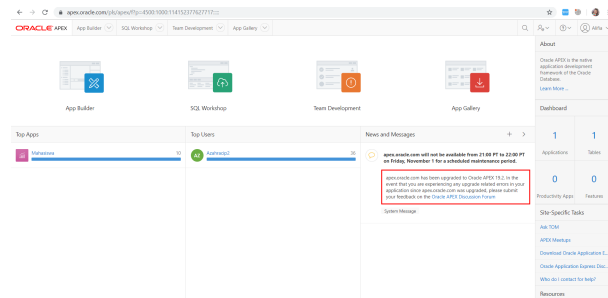 apex.oracle.com/pls/apex/f?p=4500:1000:114152377627717:::
ORACLE APEX App Builder SQL Workshop Team Development App Gallery
About
Oracle APEX is the native
application development
framework of the Oracle
Database.
Learn More ...
App Builder SQL Workshop Team Development App Gallery
Dashboard
1 1
Applications Tables
0 0
Productivity Apps Features
Top Apps Top Users News and Messages
Mahasiswa 10
AZ 36
apex.oracle.com will not be available from 21:00 PT to 22:00 PT
on Friday, November 1 for a scheduled maintenance period.
apex.oracle.com has been upgraded to Oracle APEX 19.2. In the
event that you are experiencing any upgrade related errors in your
application since apex.oracle.com was upgraded, please submit
your feedback on the Oracle APEX Discussion Forum
System Message
Site-Specific Tasks
Ask TOM
APEX Meetups
Download Oracle Application E...
Oracle Application Express Disc...
Who do I contact for help?
Resources